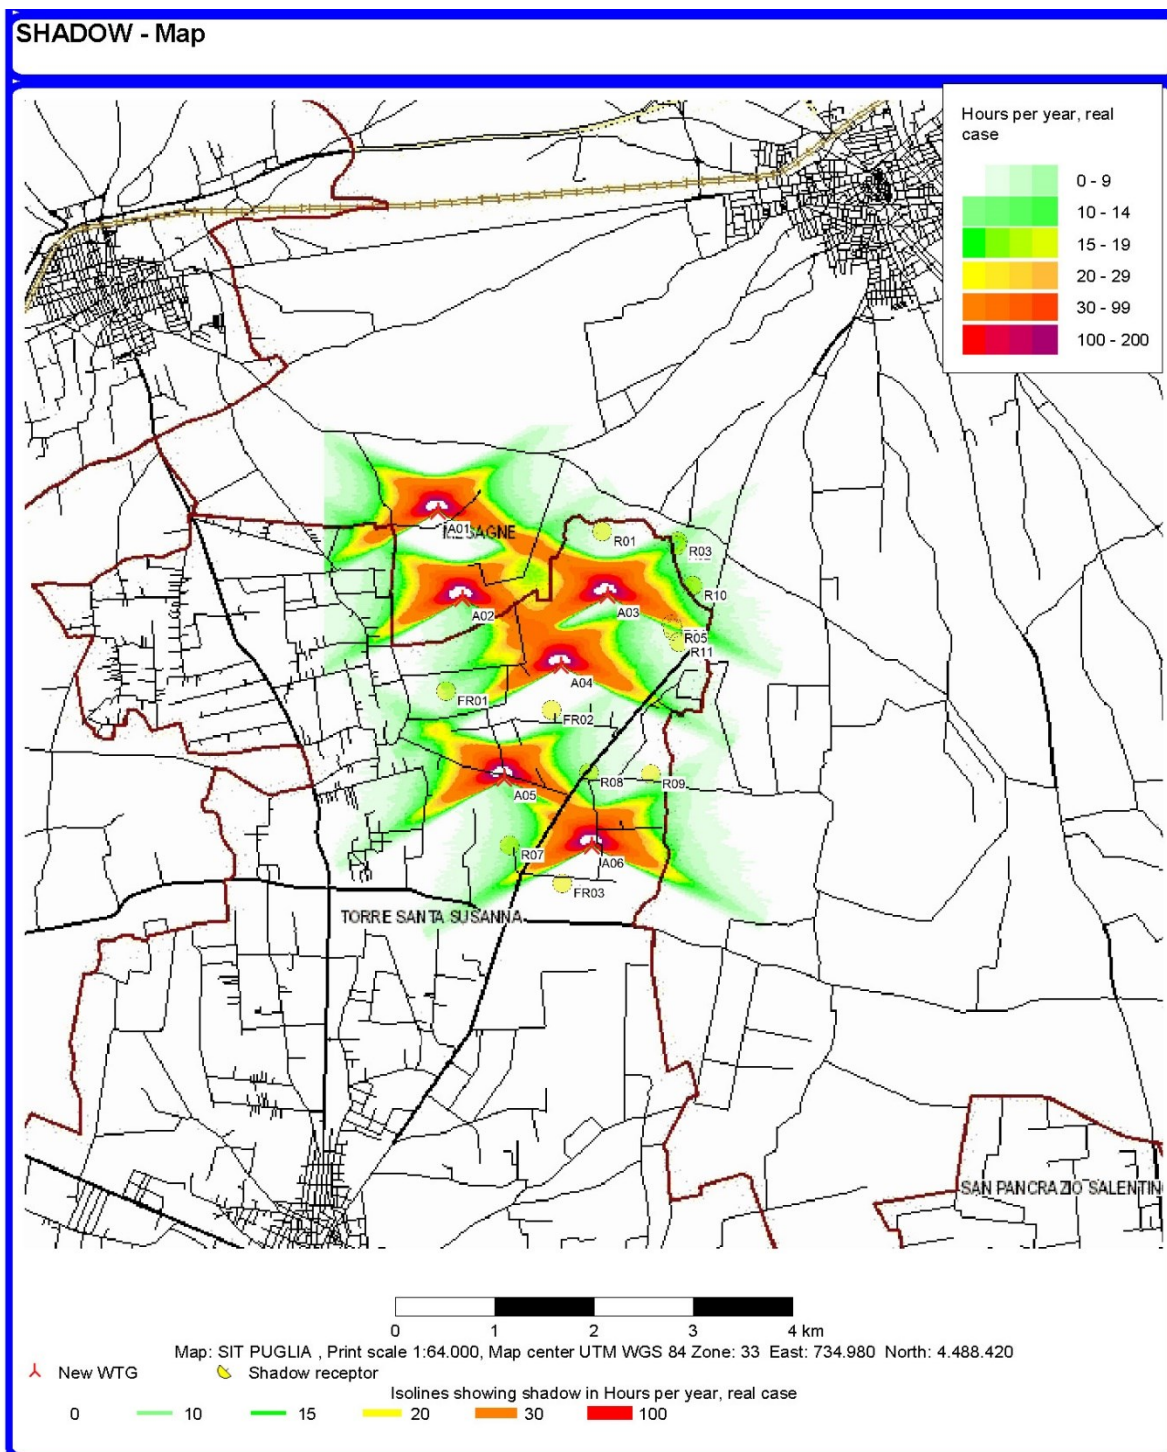 SHADOW - Map
Hours per year, real
case
0 - 9
10 - 14
15 - 19
20 - 29
30 - 99
100 - 200
A01
R01
R03
R10
A02
A03
R05
R11
A04
FR01
FR02
R08
R09
A05
R07
A06
FR03
TORRE SANTA SUSANNA
SAN PANCRAZIO SALENTIN
0 1 2 3 4 km
Map: SIT PUGLIA , Print scale 1:64.000, Map center UTM WGS 84 Zone: 33 East: 734.980 North: 4.488.420
New WTG Shadow receptor
Isolines showing shadow in Hours per year, real case
0 10 15 20 30 100